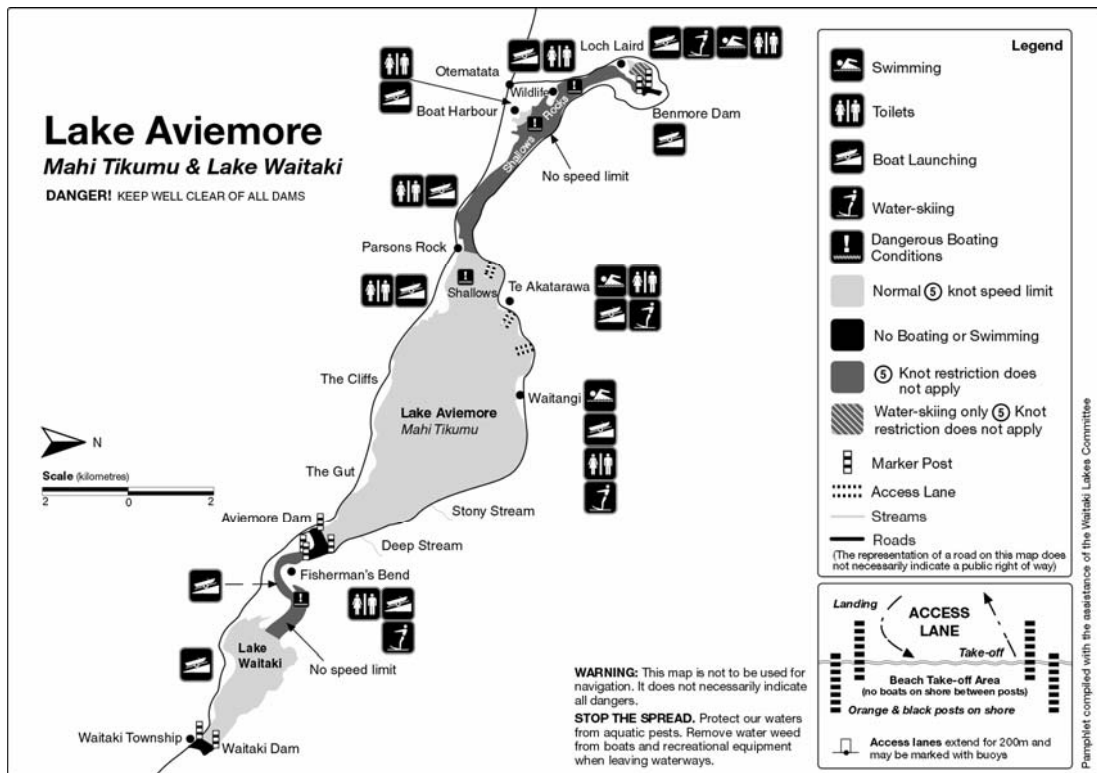 Lake Aviemore
Mahi Tikumu & Lake Waitaki
DANGER! KEEP WELL CLEAR OF ALL DAMS
Loch Laird
Otematata
Wildlife
Boat Harbour
Rocks
Shallows
Benmore Dam
No speed limit
Parsons Rock
Shallows
Te Akatarawa
The Cliffs
Waitangi
Lake Aviemore
Mahi Tikumu
N
Scale (kilometres)
2 0 2
The Gut
Stony Stream
Aviemore Dam
Deep Stream
Fisherman's Bend
Lake
Waitaki
No speed limit
Waitaki Township
Waitaki Dam
WARNING: This map is not to be used for
navigation. It does not necessarily indicate
all dangers.
STOP THE SPREAD. Protect our waters
from aquatic pests. Remove water weed
from boats and recreational equipment
when leaving waterways.
Legend
Swimming
Toilets
Boat Launching
Water-skiing
Dangerous Boating
Conditions
Normal 5 knot speed limit
No Boating or Swimming
5 Knot restriction does
not apply
Water-skiing only 5 Knot
restriction does not apply
Marker Post
Access Lane
Streams
Roads
(The representation of a road on this map does
not necessarily indicate a public right of way)
Landing
ACCESS
LANE
Take-off
Beach Take-off Area
(no boats on shore between posts)
Orange & black posts on shore
Access lanes extend for 200m and
may be marked with buoys
Pamphlet compiled with the assistance of the Waitaki Lakes Committee